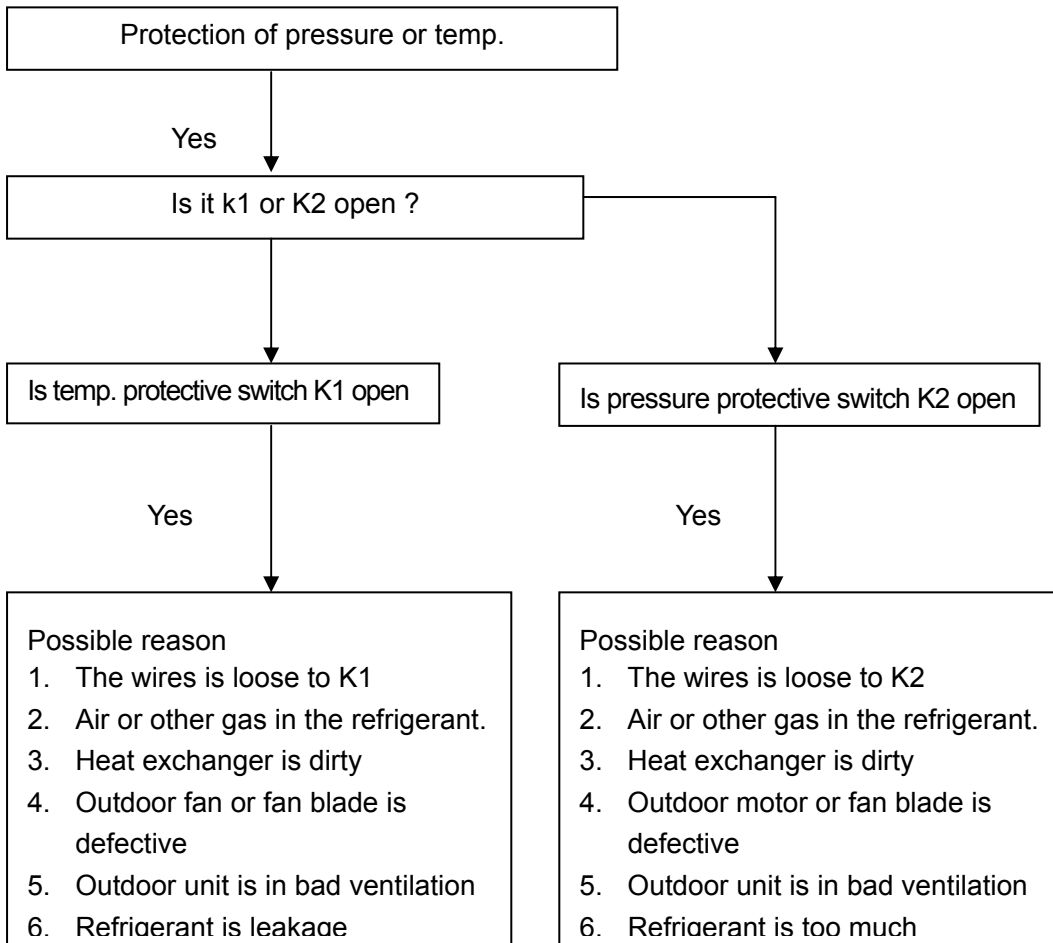 Protection of pressure or temp.
Yes
Is it k1 or K2 open ?
Is temp. protective switch K1 open
Is pressure protective switch K2 open
Yes
Yes
Possible reason
1. The wires is loose to K1
2. Air or other gas in the refrigerant.
3. Heat exchanger is dirty
4. Outdoor fan or fan blade is
defective
5. Outdoor unit is in bad ventilation
6. Refrigerant is leakage
Possible reason
1. The wires is loose to K2
2. Air or other gas in the refrigerant.
3. Heat exchanger is dirty
4. Outdoor motor or fan blade is
defective
5. Outdoor unit is in bad ventilation
6. Refrigerant is too much